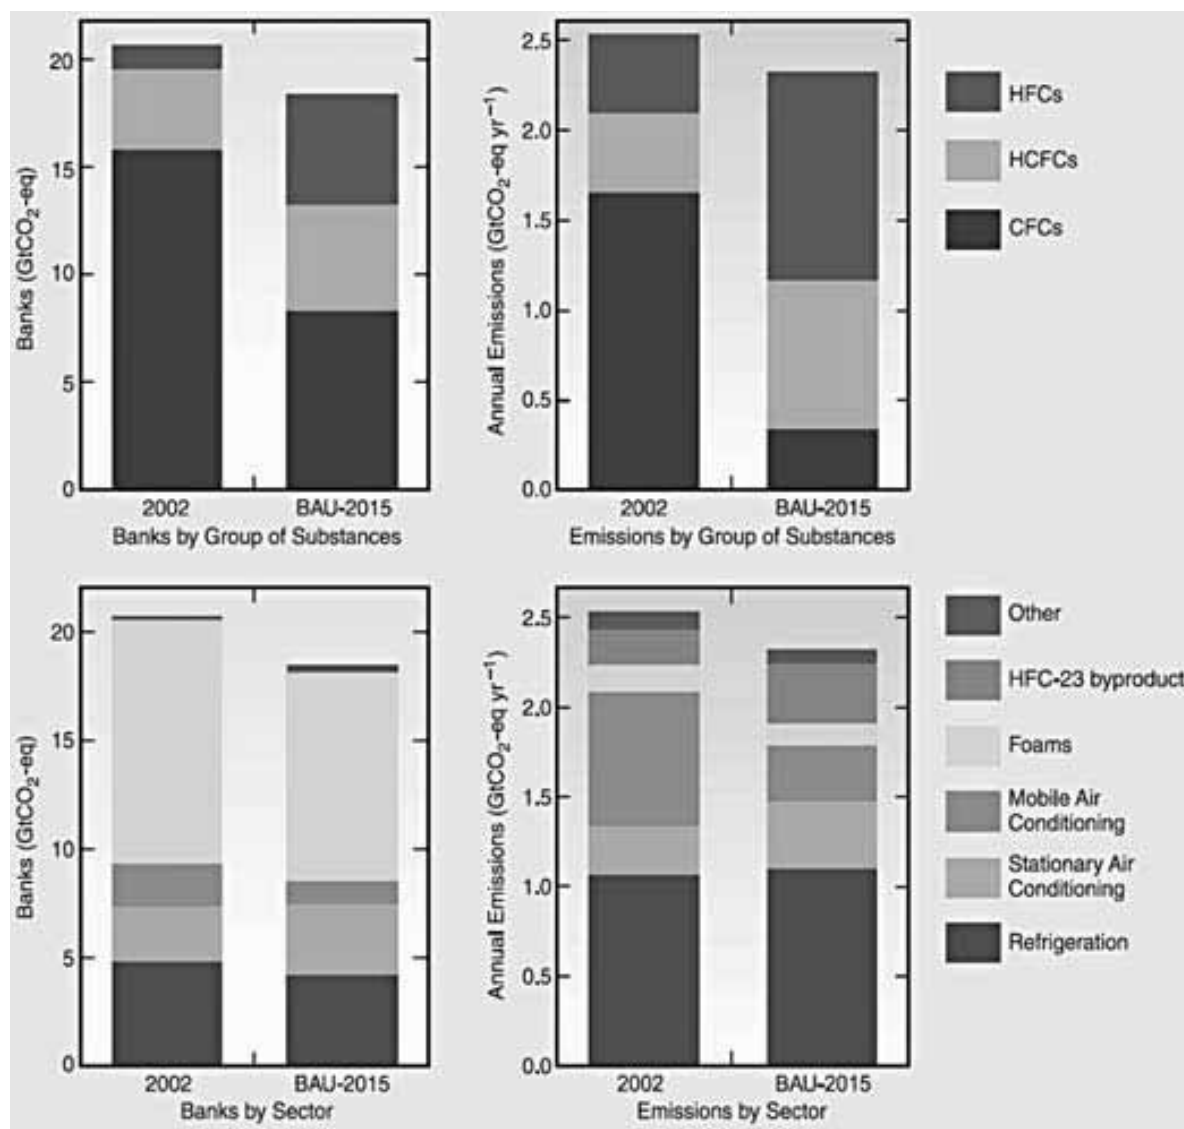 Banks (GtCO₂-eq)
20
15
10
5
0
2002 BAU-2015
Banks by Group of Substances
Annual Emissions (GtCO₂-eq yr⁻¹)
2.5
2.0
1.5
1.0
0.5
0.0
2002 BAU-2015
Emissions by Group of Substances
HFCs
HCFCs
CFCs
Banks (GtCO₂-eq)
20
15
10
5
0
2002 BAU-2015
Banks by Sector
Annual Emissions (GtCO₂-eq yr⁻¹)
2.5
2.0
1.5
1.0
0.5
0.0
2002 BAU-2015
Emissions by Sector
Other
HFC-23 byproduct
Foams
Mobile Air
Conditioning
Stationary Air
Conditioning
Refrigeration